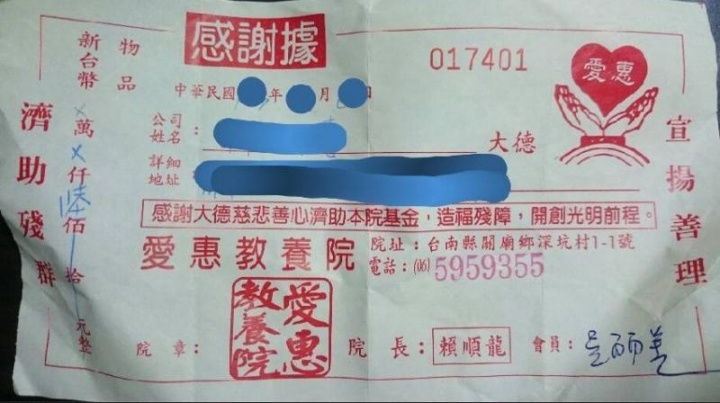 感謝據
017401
愛惠
物品
新台幣 ×萬×仟陸佰 拾 元整
中華民國 年 月 日
公司
姓名：
大德
詳細
地址：
感謝大德慈悲善心濟助本院基金，造福殘障，開創光明前程。
愛惠教養院
院址：台南縣關廟鄉深坑村1-1號
電話：(06)5959355
濟助殘群
宣揚善理
院章：
愛惠
教養院
院長：賴順龍
會員：